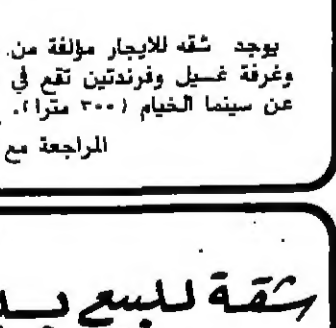 يوجد شقه للايجار مؤلفة من
وغرفة غسيل وفرندتين تقع في
عن سينما الخيام (٣٠٠ مترا).
المراجعة مع
شقة للبيع